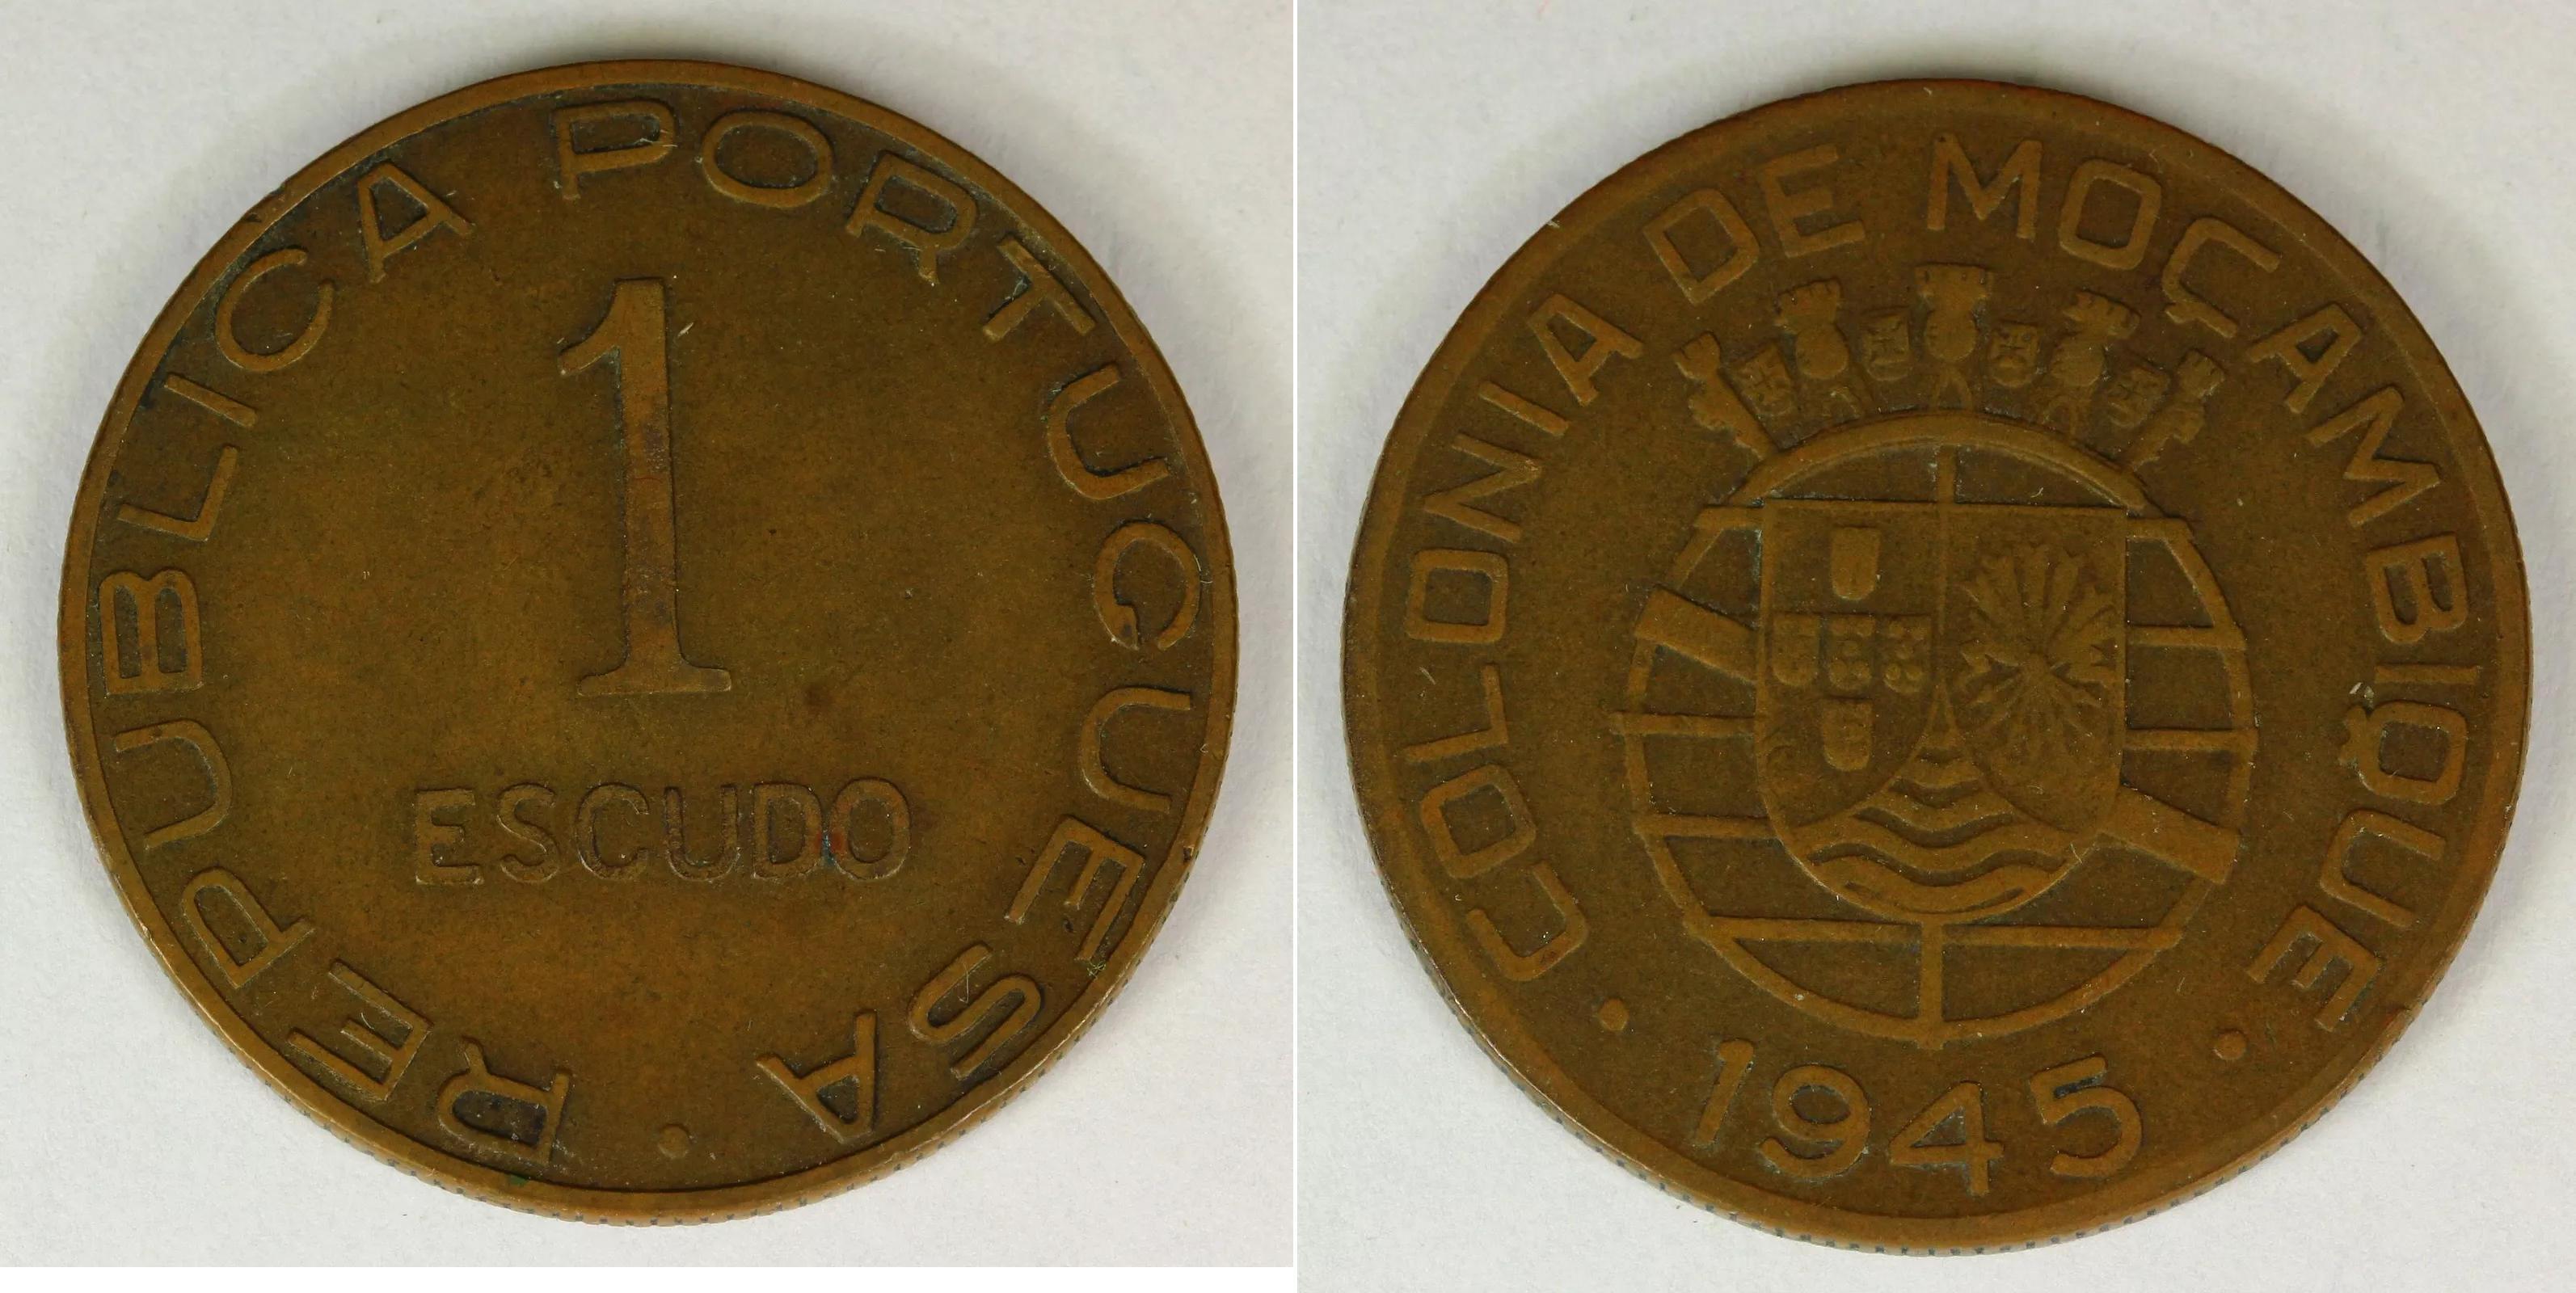 REPUBLICA PORTUGUESA
1
ESCUDO
COLONIA DE MOÇAMBIQUE
1945